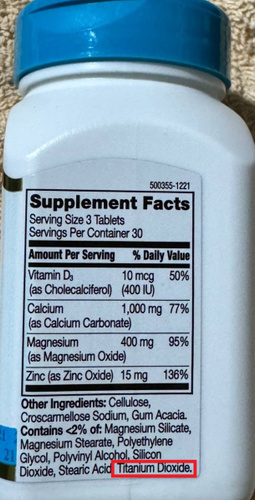 500355-1221
Supplement Facts
Serving Size 3 Tablets
Servings Per Container 30
Amount Per Serving % Daily Value
Vitamin D₃ 10 mcg 50%
(as Cholecalciferol) (400 IU)
Calcium 1,000 mg 77%
(as Calcium Carbonate)
Magnesium 400 mg 95%
(as Magnesium Oxide)
Zinc (as Zinc Oxide) 15 mg 136%
Other Ingredients: Cellulose,
Croscarmellose Sodium, Gum Acacia.
Contains <2% of: Magnesium Silicate,
Magnesium Stearate, Polyethylene
Glycol, Polyvinyl Alcohol, Silicon
Dioxide, Stearic Acid, Titanium Dioxide.